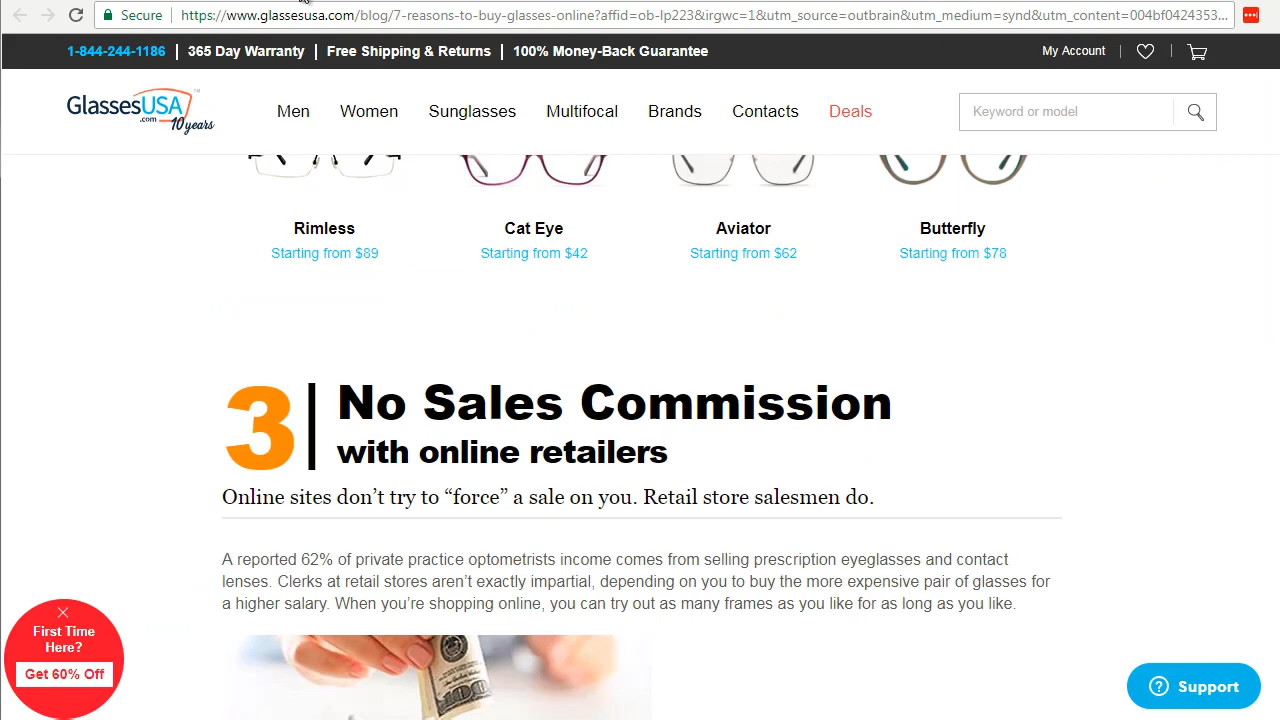 Secure
https://www.glassesusa.com/blog/7-reasons-to-buy-glasses-online?affid=ob-lp223&irgwc=1&utm_source=outbrain&utm_medium=synd&utm_content=004bf0424353...
1-844-244-1186 | 365 Day Warranty | Free Shipping & Returns | 100% Money-Back Guarantee
My Account
GlassesUSA™
.com 10 years
Men Women Sunglasses Multifocal Brands Contacts Deals
Keyword or model
Rimless Cat Eye Aviator Butterfly
Starting from $89 Starting from $42 Starting from $62 Starting from $78
3 No Sales Commission
with online retailers
Online sites don’t try to “force” a sale on you. Retail store salesmen do.
A reported 62% of private practice optometrists income comes from selling prescription eyeglasses and contact
lenses. Clerks at retail stores aren’t exactly impartial, depending on you to buy the more expensive pair of glasses for
a higher salary. When you’re shopping online, you can try out as many frames as you like for as long as you like.
100
First Time
Here?
Get 60% Off
? Support